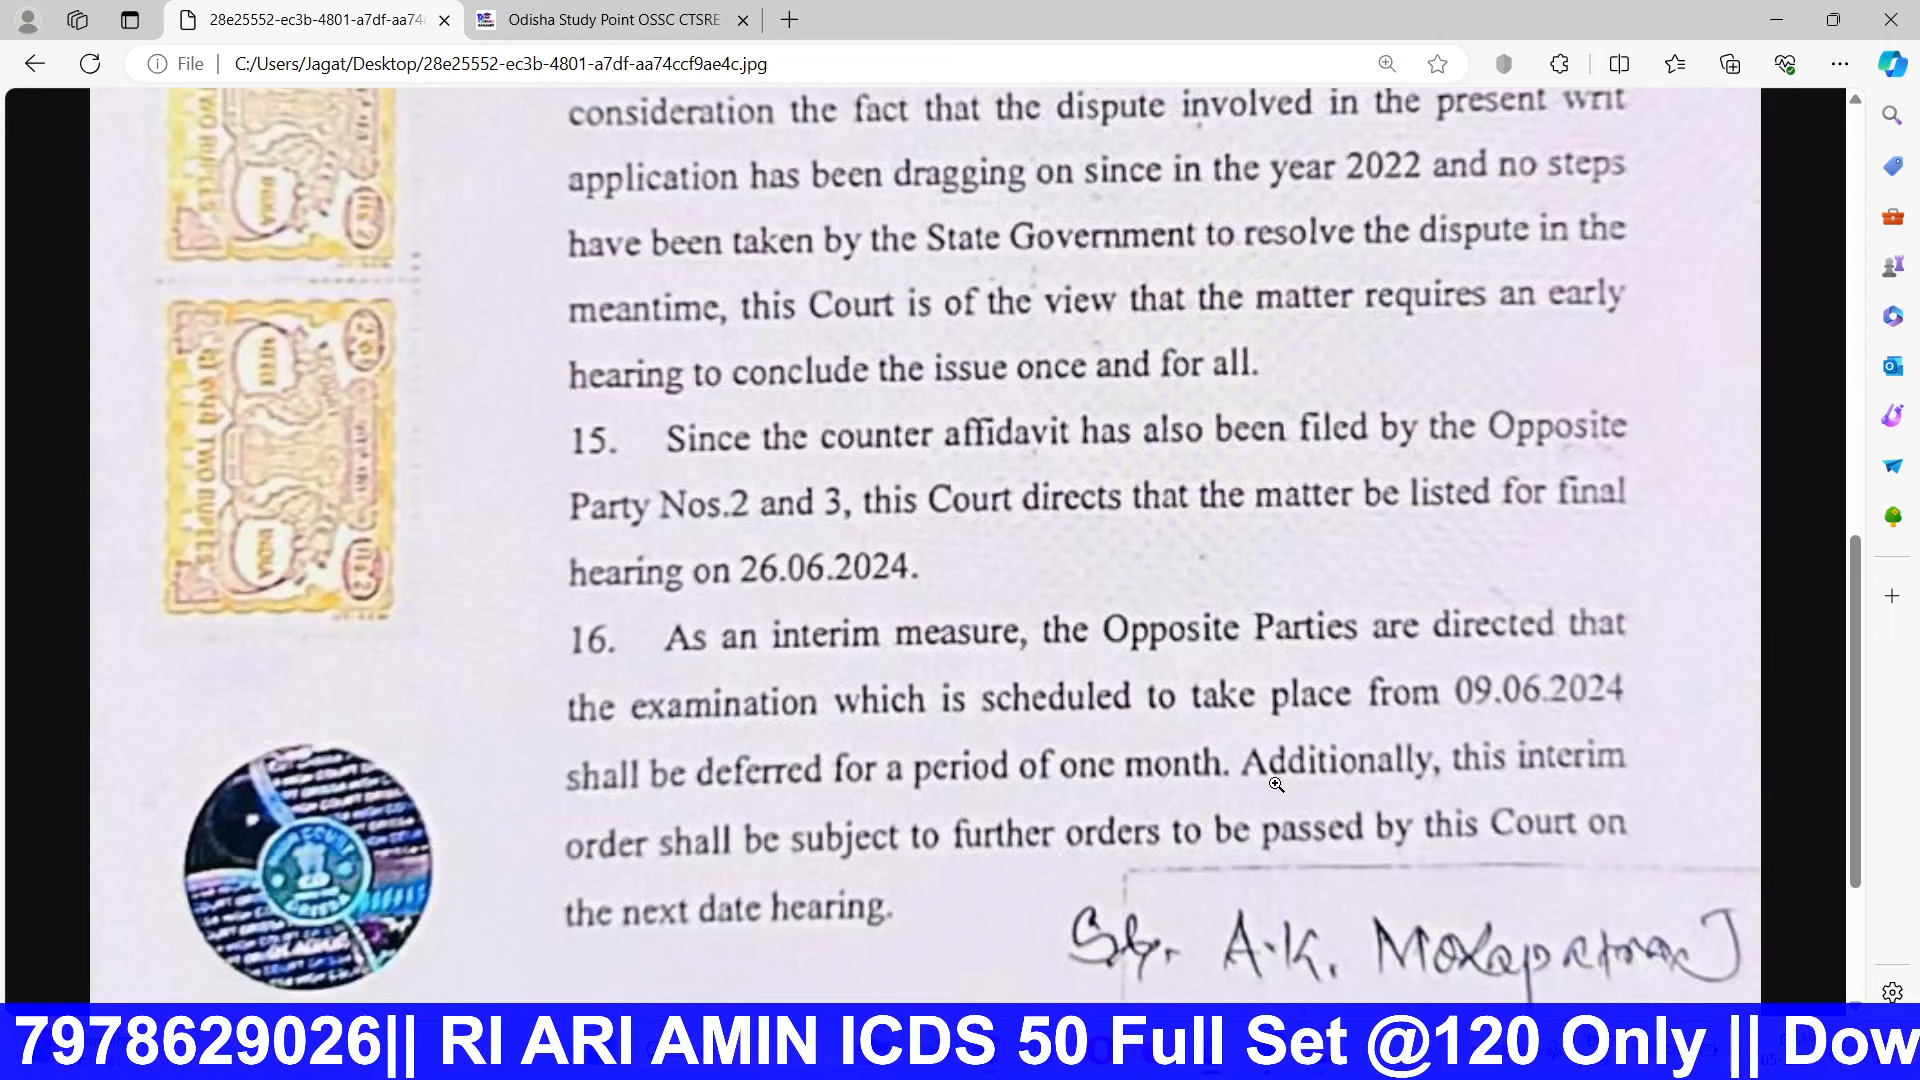 28e25552-ec3b-4801-a7df-aa74c
Odisha Study Point OSSC CTSRE
File
C:/Users/Jagat/Desktop/28e25552-ec3b-4801-a7df-aa74ccf9ae4c.jpg
consideration the fact that the dispute involved in the present writ
application has been dragging on since in the year 2022 and no steps
have been taken by the State Government to resolve the dispute in the
meantime, this Court is of the view that the matter requires an early
hearing to conclude the issue once and for all.
15. Since the counter affidavit has also been filed by the Opposite
Party Nos.2 and 3, this Court directs that the matter be listed for final
hearing on 26.06.2024.
16. As an interim measure, the Opposite Parties are directed that
the examination which is scheduled to take place from 09.06.2024
shall be deferred for a period of one month. Additionally, this interim
order shall be subject to further orders to be passed by this Court on
the next date hearing.
A.K. Mohapatra J
TWO RUPEES
INDIA
TWO RUPEES
INDIA
7978629026|| RI ARI AMIN ICDS 50 Full Set @120 Only || Dow